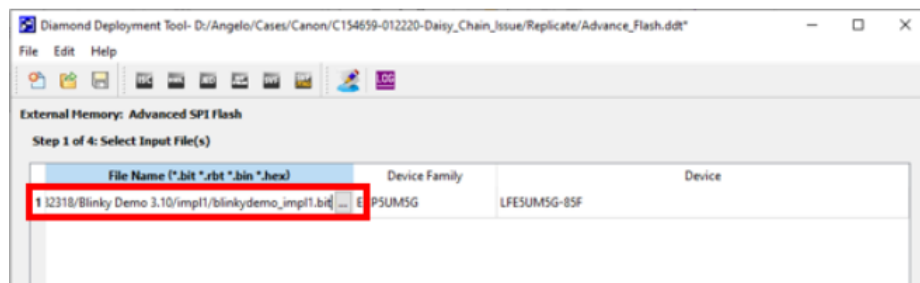 Diamond Deployment Tool- D:/Angelo/Cases/Canon/C154659-012220-Daisy_Chain_Issue/Replicate/Advance_Flash.ddt*
File Edit Help
LOG
External Memory: Advanced SPI Flash
Step 1 of 4: Select Input File(s)
File Name (*.bit *.rbt *.bin *.hex) Device Family Device
1 32318/Blinky Demo 3.10/impl1/blinkydemo_impl1.bit ... E P5UM5G LFE5UM5G-85F